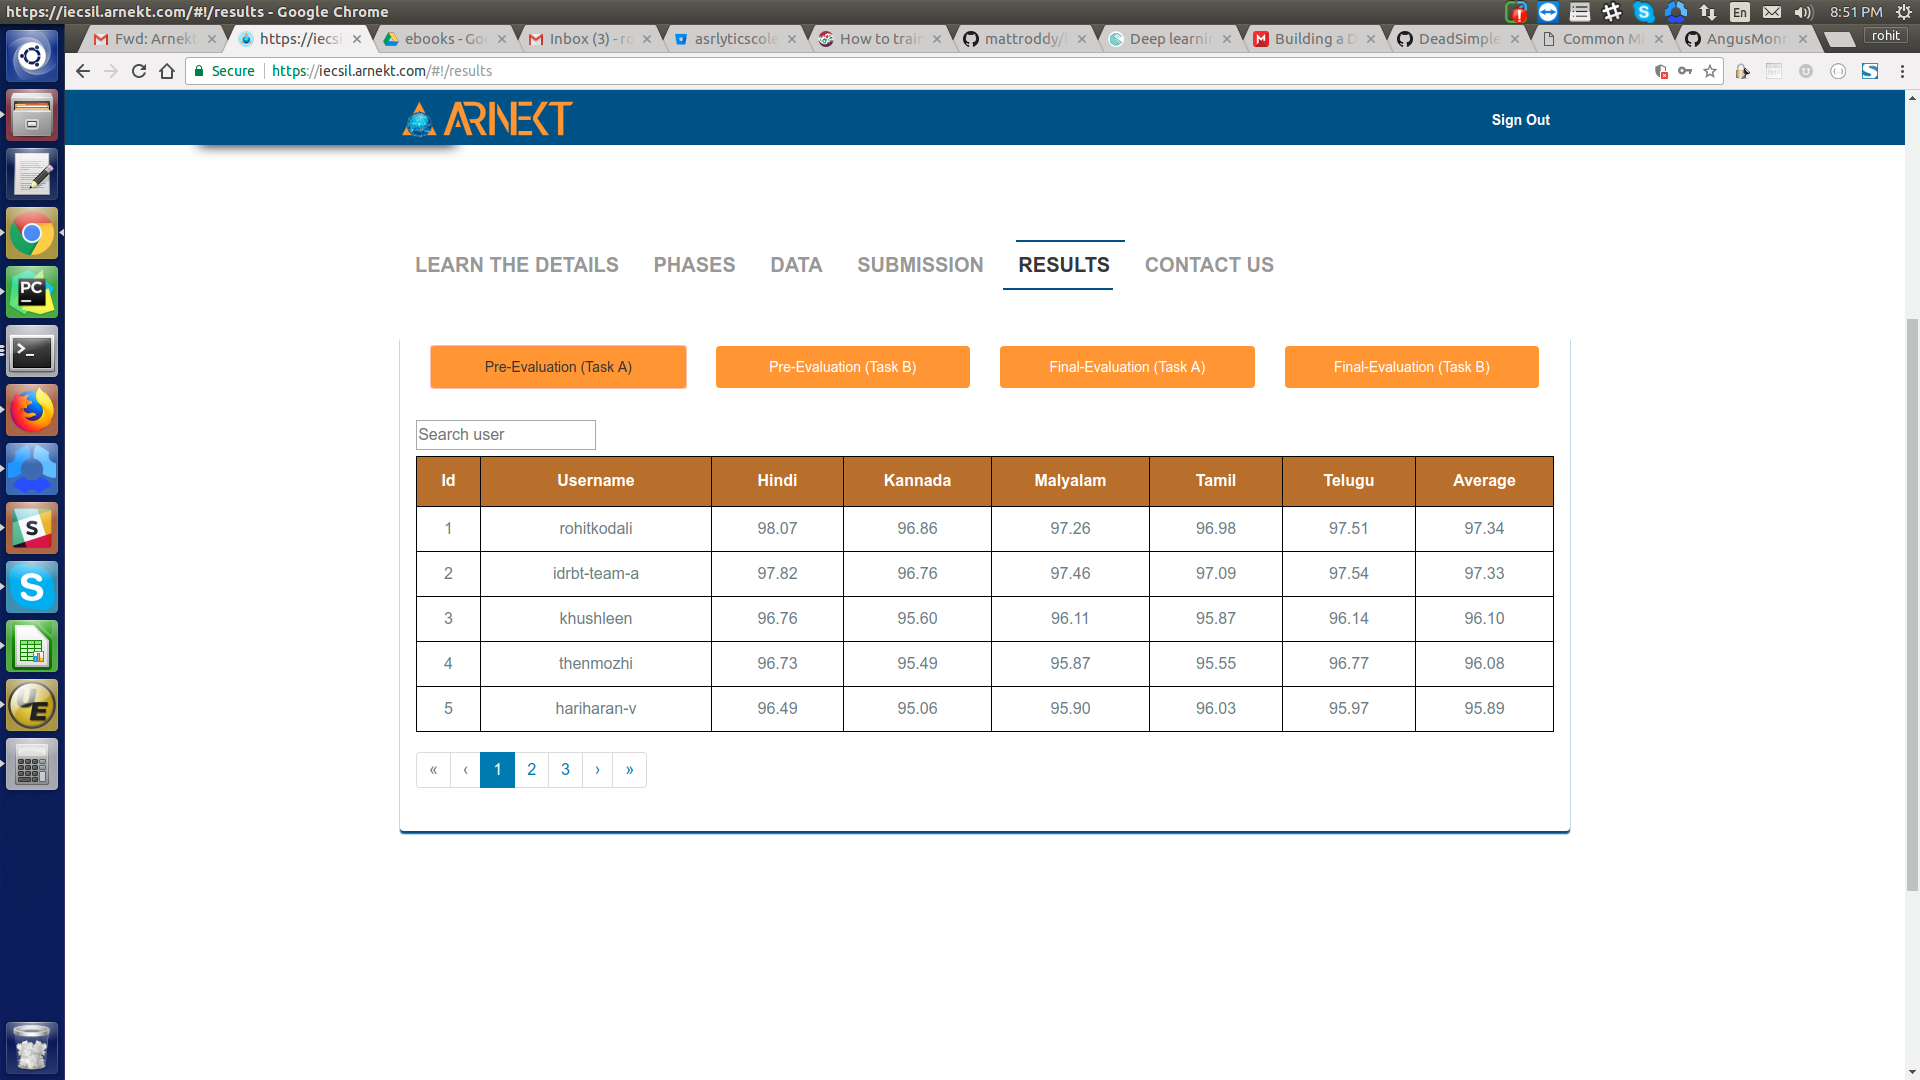 https://iecsil.arnekt.com/#!/results - Google Chrome
En
8:51 PM
Fwd: Arnekt
https://iecsi
ebooks - Go
Inbox (3) - ro
asrlyticscole
How to train
mattroddy/l
Deep learnin
Building a D
DeadSimple
Common M
AngusMonr
rohit
Secure
https://iecsil.arnekt.com/#!/results
ARNEKT
Sign Out
LEARN THE DETAILS PHASES DATA SUBMISSION RESULTS CONTACT US
Pre-Evaluation (Task A) Pre-Evaluation (Task B) Final-Evaluation (Task A) Final-Evaluation (Task B)
Search user
Id Username Hindi Kannada Malyalam Tamil Telugu Average
1 rohitkodali 98.07 96.86 97.26 96.98 97.51 97.34
2 idrbt-team-a 97.82 96.76 97.46 97.09 97.54 97.33
3 khushleen 96.76 95.60 96.11 95.87 96.14 96.10
4 thenmozhi 96.73 95.49 95.87 95.55 96.77 96.08
5 hariharan-v 96.49 95.06 95.90 96.03 95.97 95.89
« ‹ 1 2 3 › »
PC
S
S
UE